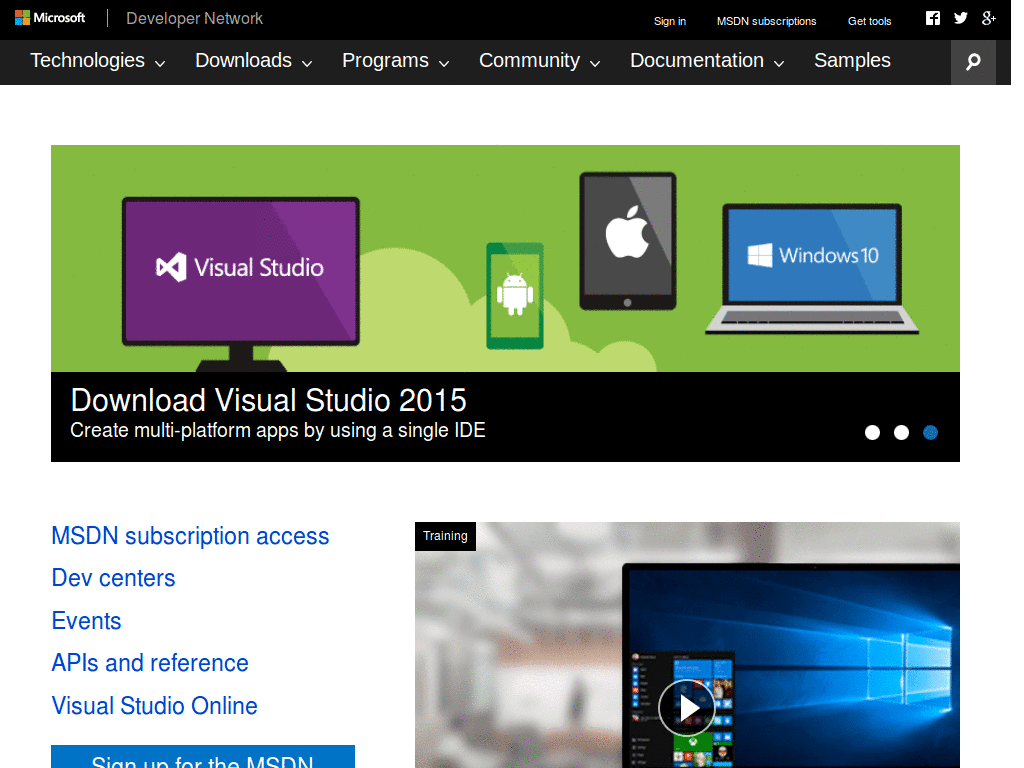 Microsoft
Developer Network
Sign in
MSDN subscriptions
Get tools
Technologies
Downloads
Programs
Community
Documentation
Samples
Visual Studio
Windows 10
Download Visual Studio 2015
Create multi-platform apps by using a single IDE
MSDN subscription access
Dev centers
Events
APIs and reference
Visual Studio Online
Sign up for the MSDN
Training